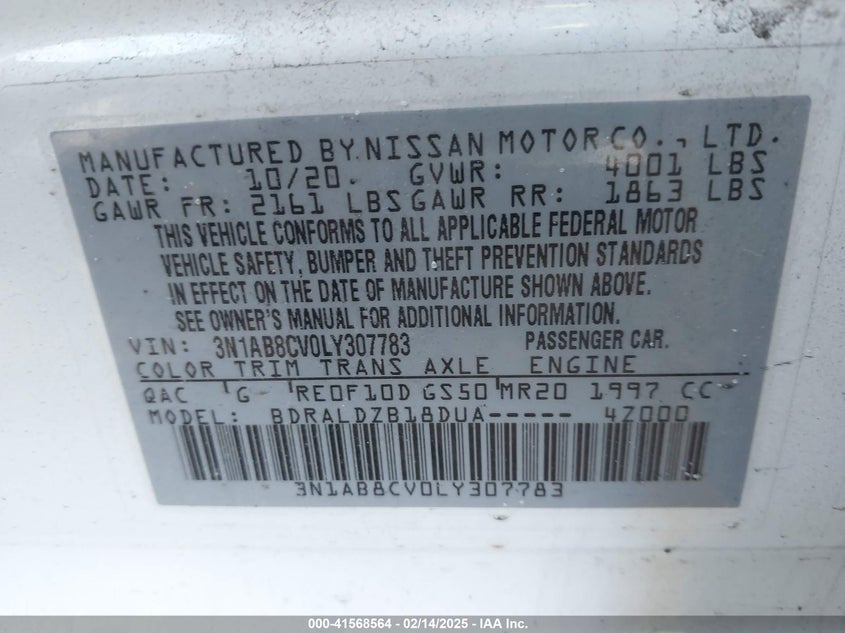 MANUFACTURED BY NISSAN MOTOR CO., LTD.
DATE: 10/20. GVWR: 4001 LBS
GAWR FR: 2161 LBS GAWR RR: 1863 LBS
THIS VEHICLE CONFORMS TO ALL APPLICABLE FEDERAL MOTOR
VEHICLE SAFETY, BUMPER AND THEFT PREVENTION STANDARDS
IN EFFECT ON THE DATE OF MANUFACTURE SHOWN ABOVE.
SEE OWNER'S MANUAL FOR ADDITIONAL INFORMATION.
VIN: 3N1AB8CV0LY307783 PASSENGER CAR.
COLOR TRIM TRANS AXLE ENGINE
QAC G RE0F10D GS50 MR20 1997 CC
MODEL: BDRALDZB18DUA----- 4Z000
3N1AB8CV0LY307783
000-41568564 - 02/14/2025 - IAA Inc.